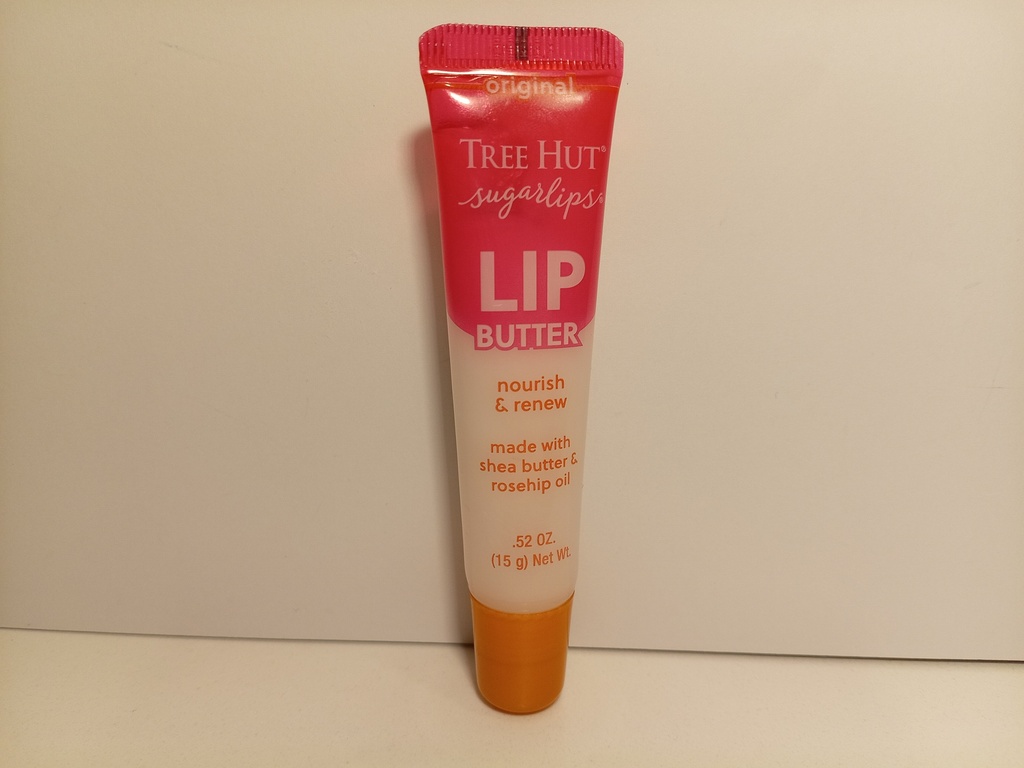 original
TREE HUT®
sugarlips®
LIP
BUTTER
nourish
& renew
made with
shea butter &
rosehip oil
.52 OZ.
(15 g) Net Wt.